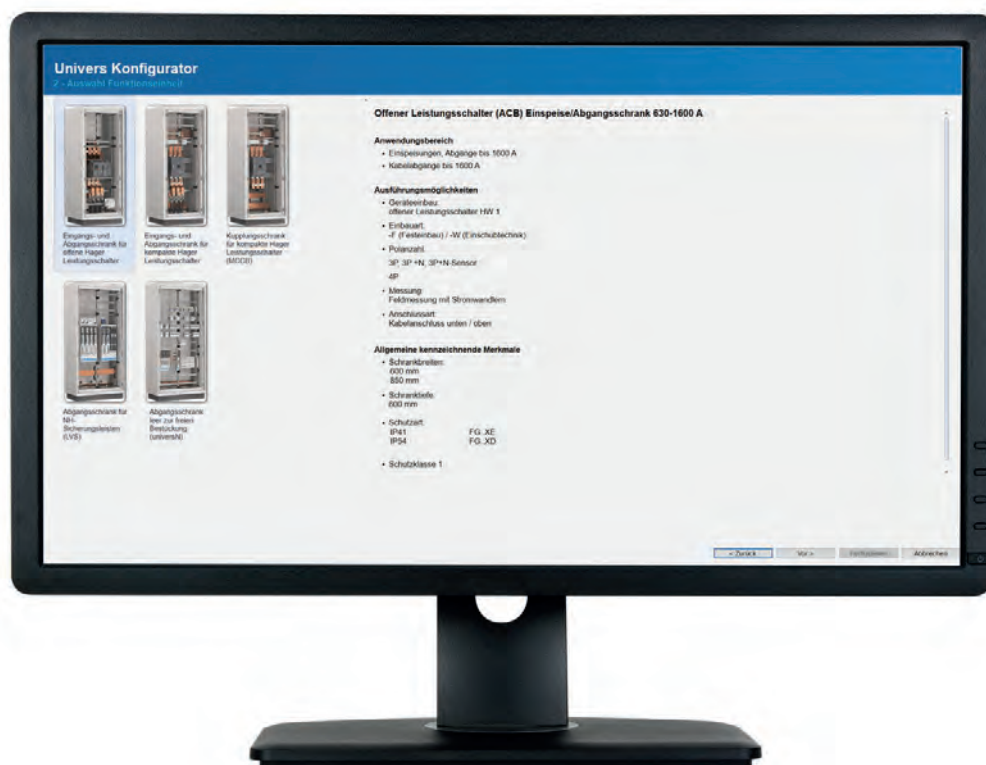 Univers Konfigurator
2 - Auswahl Funktionseinheit
Eingangs- und
Abgangsschrank für
offene Hager
Leistungsschalter
Eingangs- und
Abgangsschrank für
kompakte Hager
Leistungsschalter
Kupplungsschrank
für kompakte Hager
Leistungsschalter
(MCCB)
Abgangsschrank für
NH-
Sicherungsleisten
(LVS)
Abgangsschrank
leer zur freien
Bestückung
(universN)
Offener Leistungsschalter (ACB) Einspeise/Abgangsschrank 630-1600 A
Anwendungsbereich
• Einspeisungen, Abgänge bis 1600 A
• Kabelabgänge bis 1600 A
Ausführungsmöglichkeiten
• Geräteeinbau:
offener Leistungsschalter HW 1
• Einbauart:
-F (Festeinbau) / -W (Einschubtechnik)
• Polanzahl:
3P, 3P +N, 3P+N-Sensor
4P
• Messung:
Feldmessung mit Stromwandlern
• Anschlussart:
Kabelanschluss unten / oben
Allgemeine kennzeichnende Merkmale
• Schrankbreiten:
600 mm
850 mm
• Schranktiefe:
600 mm
• Schutzart:
IP41 FG..XE
IP54 FG..XD
• Schutzklasse 1
< Zurück Vor > Fertigstellen Abbrechen